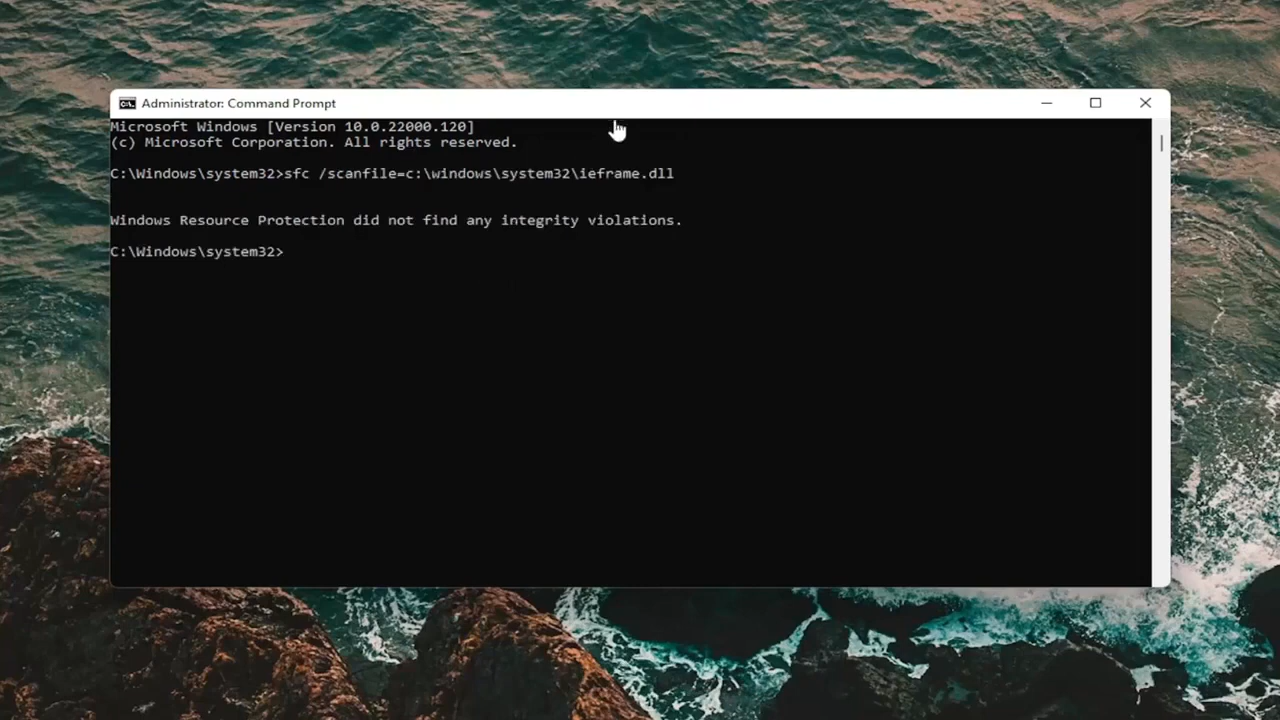 Administrator: Command Prompt
Microsoft Windows [Version 10.0.22000.120]
(c) Microsoft Corporation. All rights reserved.
C:\Windows\system32>sfc /scanfile=c:\windows\system32\ieframe.dll
Windows Resource Protection did not find any integrity violations.
C:\Windows\system32>